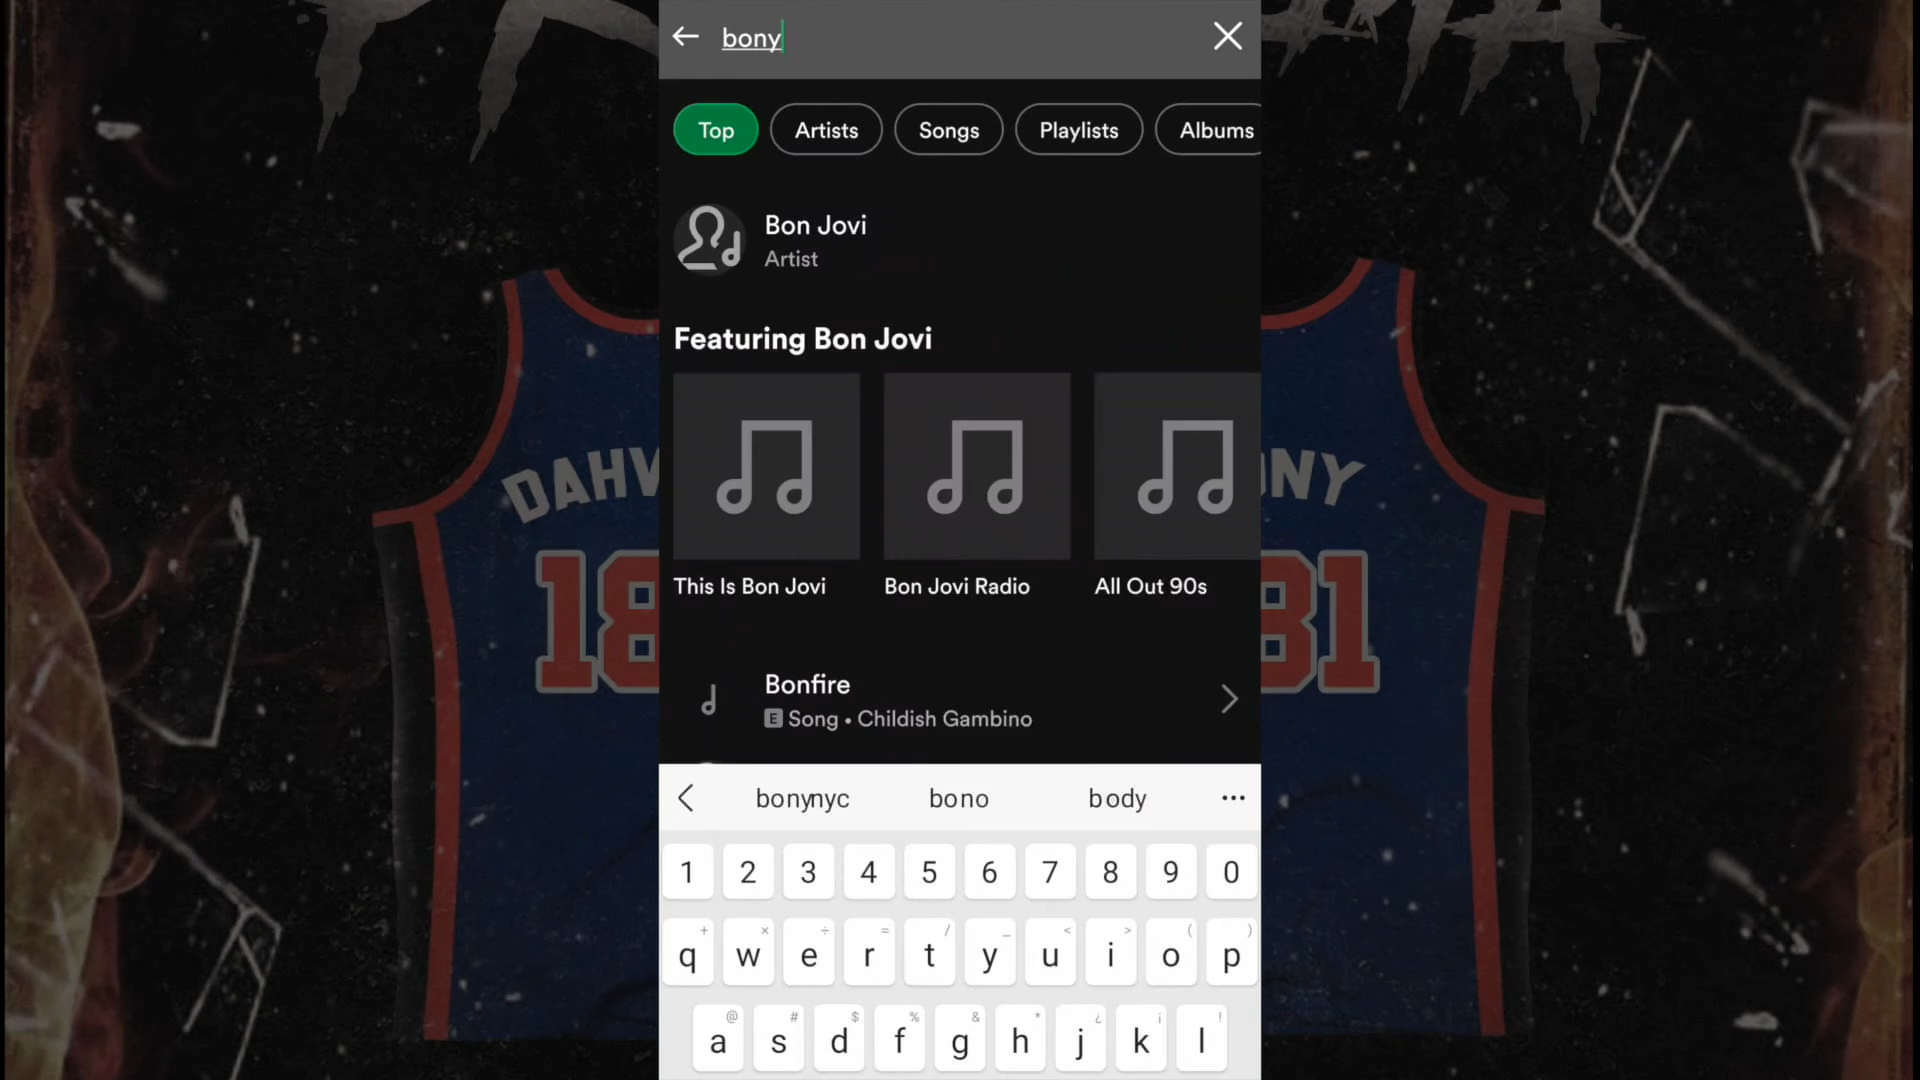 bony
Top
Artists
Songs
Playlists
Albums
Bon Jovi
Artist
Featuring Bon Jovi
This Is Bon Jovi
Bon Jovi Radio
All Out 90s
Bonfire
E Song • Childish Gambino
DAHV
NY
18
81
bonynyc
bono
body
1 2 3 4 5 6 7 8 9 0
+ × ÷ = / _ < > ( )
q w e r t y u i o p
@ # $ % & * ¿ ¡ !
a s d f g h j k l